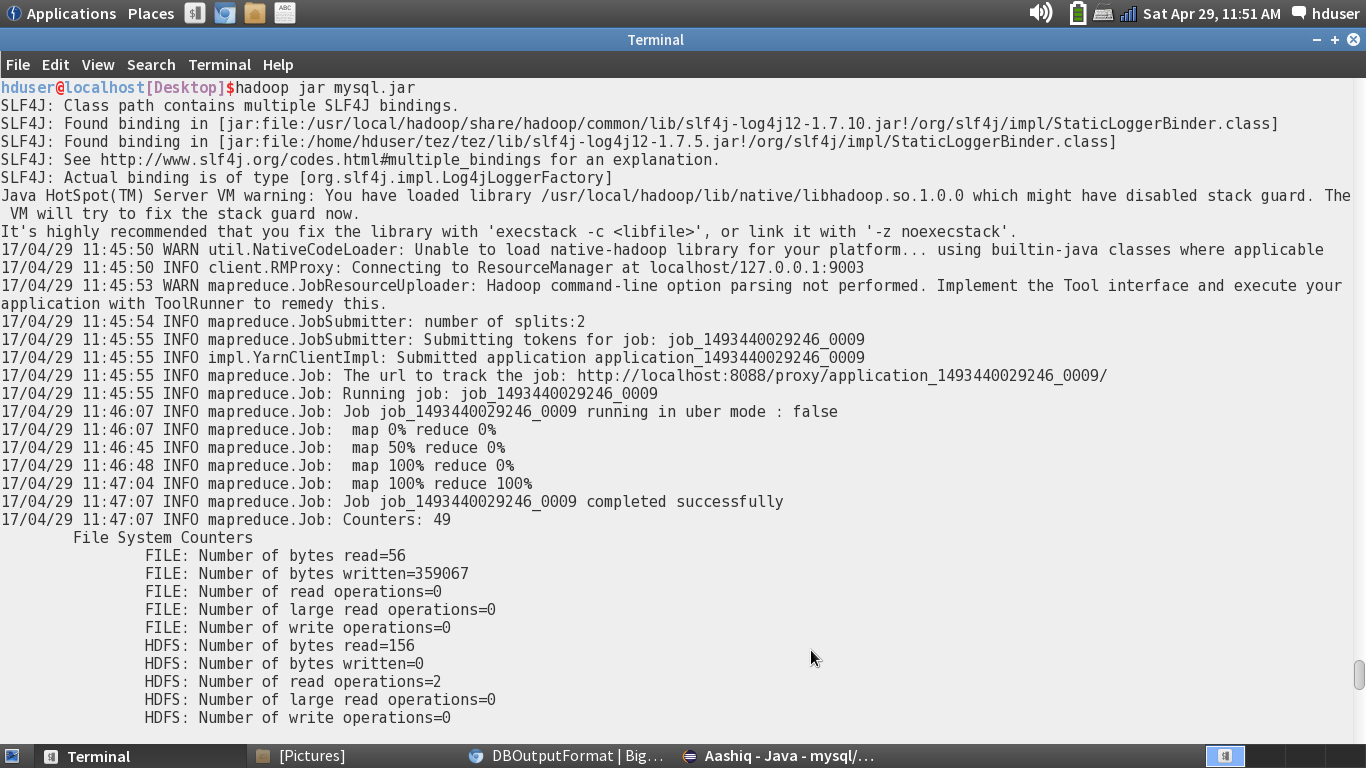 Applications Places Sat Apr 29, 11:51 AM hduser
Terminal
File Edit View Search Terminal Help
hduser@localhost[Desktop]$hadoop jar mysql.jar
SLF4J: Class path contains multiple SLF4J bindings.
SLF4J: Found binding in [jar:file:/usr/local/hadoop/share/hadoop/common/lib/slf4j-log4j12-1.7.10.jar!/org/slf4j/impl/StaticLoggerBinder.class]
SLF4J: Found binding in [jar:file:/home/hduser/tez/tez/lib/slf4j-log4j12-1.7.5.jar!/org/slf4j/impl/StaticLoggerBinder.class]
SLF4J: See http://www.slf4j.org/codes.html#multiple_bindings for an explanation.
SLF4J: Actual binding is of type [org.slf4j.impl.Log4jLoggerFactory]
Java HotSpot(TM) Server VM warning: You have loaded library /usr/local/hadoop/lib/native/libhadoop.so.1.0.0 which might have disabled stack guard. The
 VM will try to fix the stack guard now.
It's highly recommended that you fix the library with 'execstack -c <libfile>', or link it with '-z noexecstack'.
17/04/29 11:45:50 WARN util.NativeCodeLoader: Unable to load native-hadoop library for your platform... using builtin-java classes where applicable
17/04/29 11:45:50 INFO client.RMProxy: Connecting to ResourceManager at localhost/127.0.0.1:9003
17/04/29 11:45:53 WARN mapreduce.JobResourceUploader: Hadoop command-line option parsing not performed. Implement the Tool interface and execute your
application with ToolRunner to remedy this.
17/04/29 11:45:54 INFO mapreduce.JobSubmitter: number of splits:2
17/04/29 11:45:55 INFO mapreduce.JobSubmitter: Submitting tokens for job: job_1493440029246_0009
17/04/29 11:45:55 INFO impl.YarnClientImpl: Submitted application application_1493440029246_0009
17/04/29 11:45:55 INFO mapreduce.Job: The url to track the job: http://localhost:8088/proxy/application_1493440029246_0009/
17/04/29 11:45:55 INFO mapreduce.Job: Running job: job_1493440029246_0009
17/04/29 11:46:07 INFO mapreduce.Job: Job job_1493440029246_0009 running in uber mode : false
17/04/29 11:46:07 INFO mapreduce.Job:  map 0% reduce 0%
17/04/29 11:46:45 INFO mapreduce.Job:  map 50% reduce 0%
17/04/29 11:46:48 INFO mapreduce.Job:  map 100% reduce 0%
17/04/29 11:47:04 INFO mapreduce.Job:  map 100% reduce 100%
17/04/29 11:47:07 INFO mapreduce.Job: Job job_1493440029246_0009 completed successfully
17/04/29 11:47:07 INFO mapreduce.Job: Counters: 49
File System Counters
FILE: Number of bytes read=56
FILE: Number of bytes written=359067
FILE: Number of read operations=0
FILE: Number of large read operations=0
FILE: Number of write operations=0
HDFS: Number of bytes read=156
HDFS: Number of bytes written=0
HDFS: Number of read operations=2
HDFS: Number of large read operations=0
HDFS: Number of write operations=0
Terminal [Pictures] DBOutputFormat | Big... Aashiq - Java - mysql/...